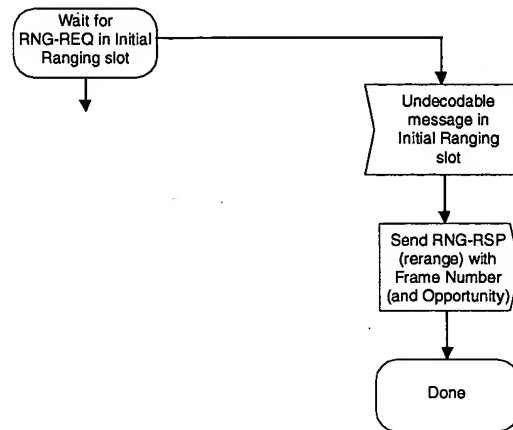 Wait for
RNG-REQ in Initial
Ranging slot
Undecodable
message in
Initial Ranging
slot
Send RNG-RSP
(rerange) with
Frame Number
(and Opportunity)
Done